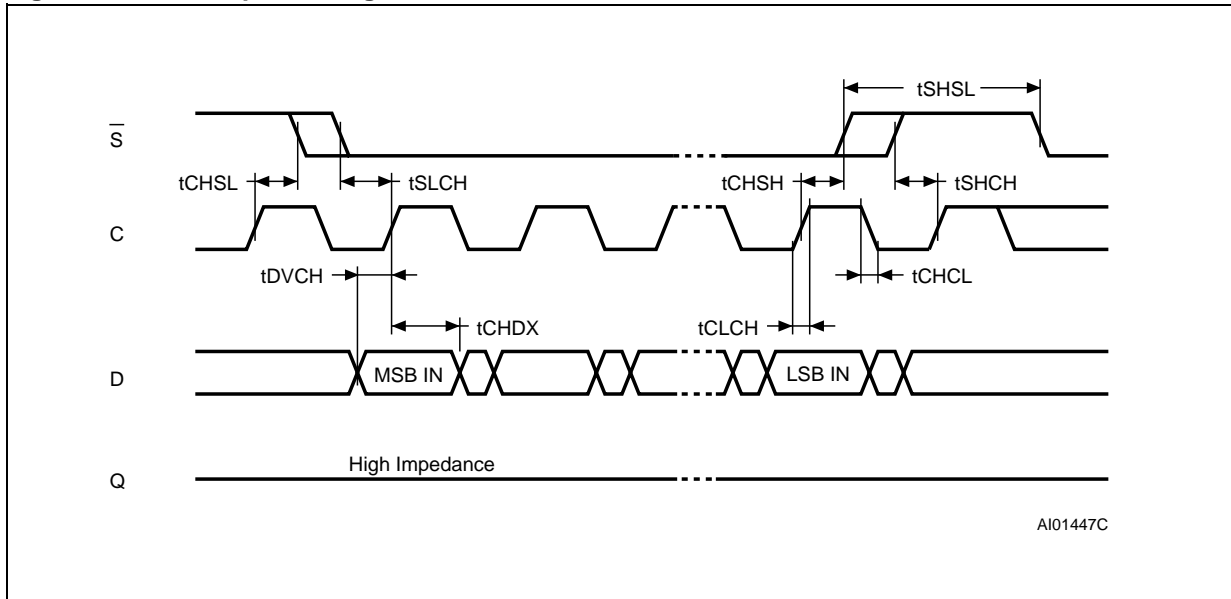 tSHSL
S
tCHSL
tSLCH
tCHSH
tSHCH
C
tDVCH
tCHCL
tCHDX
tCLCH
D
MSB IN
LSB IN
High Impedance
Q
AI01447C